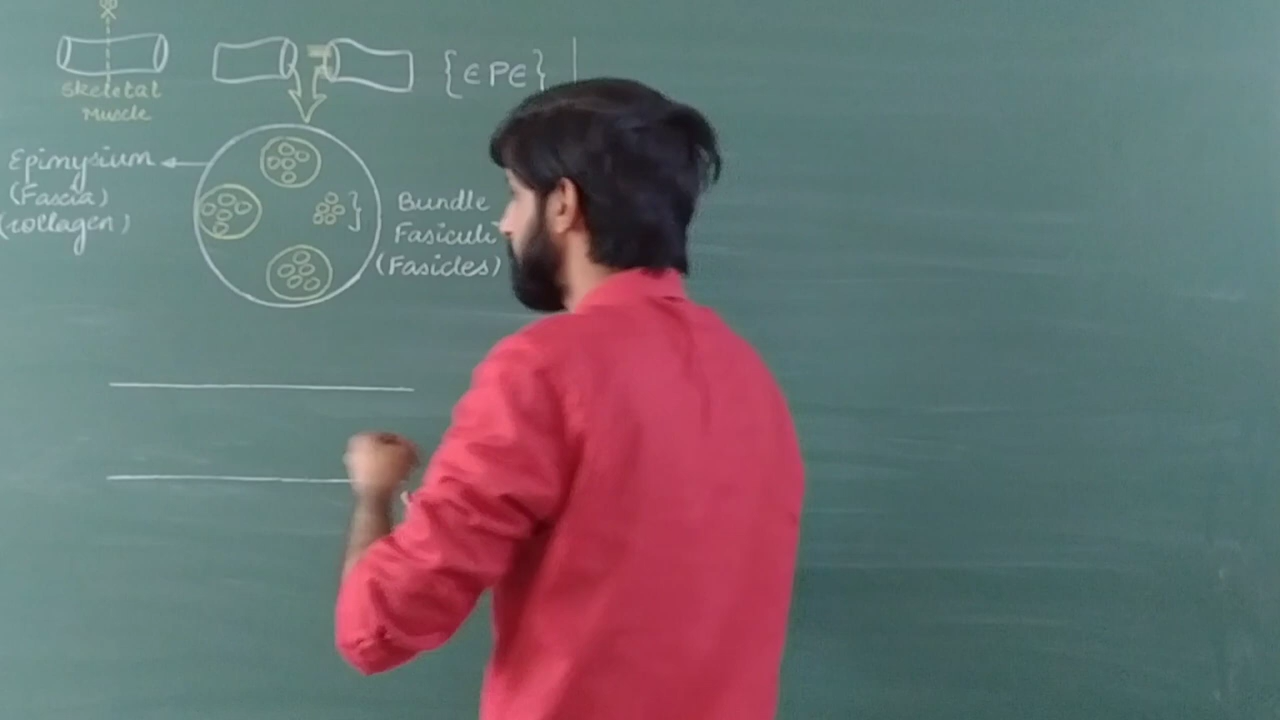 Skeletal
Muscle
{EPE}
Epimysium
(Fascia)
(collagen)
Bundle
Fasiculi
(Fasicles)